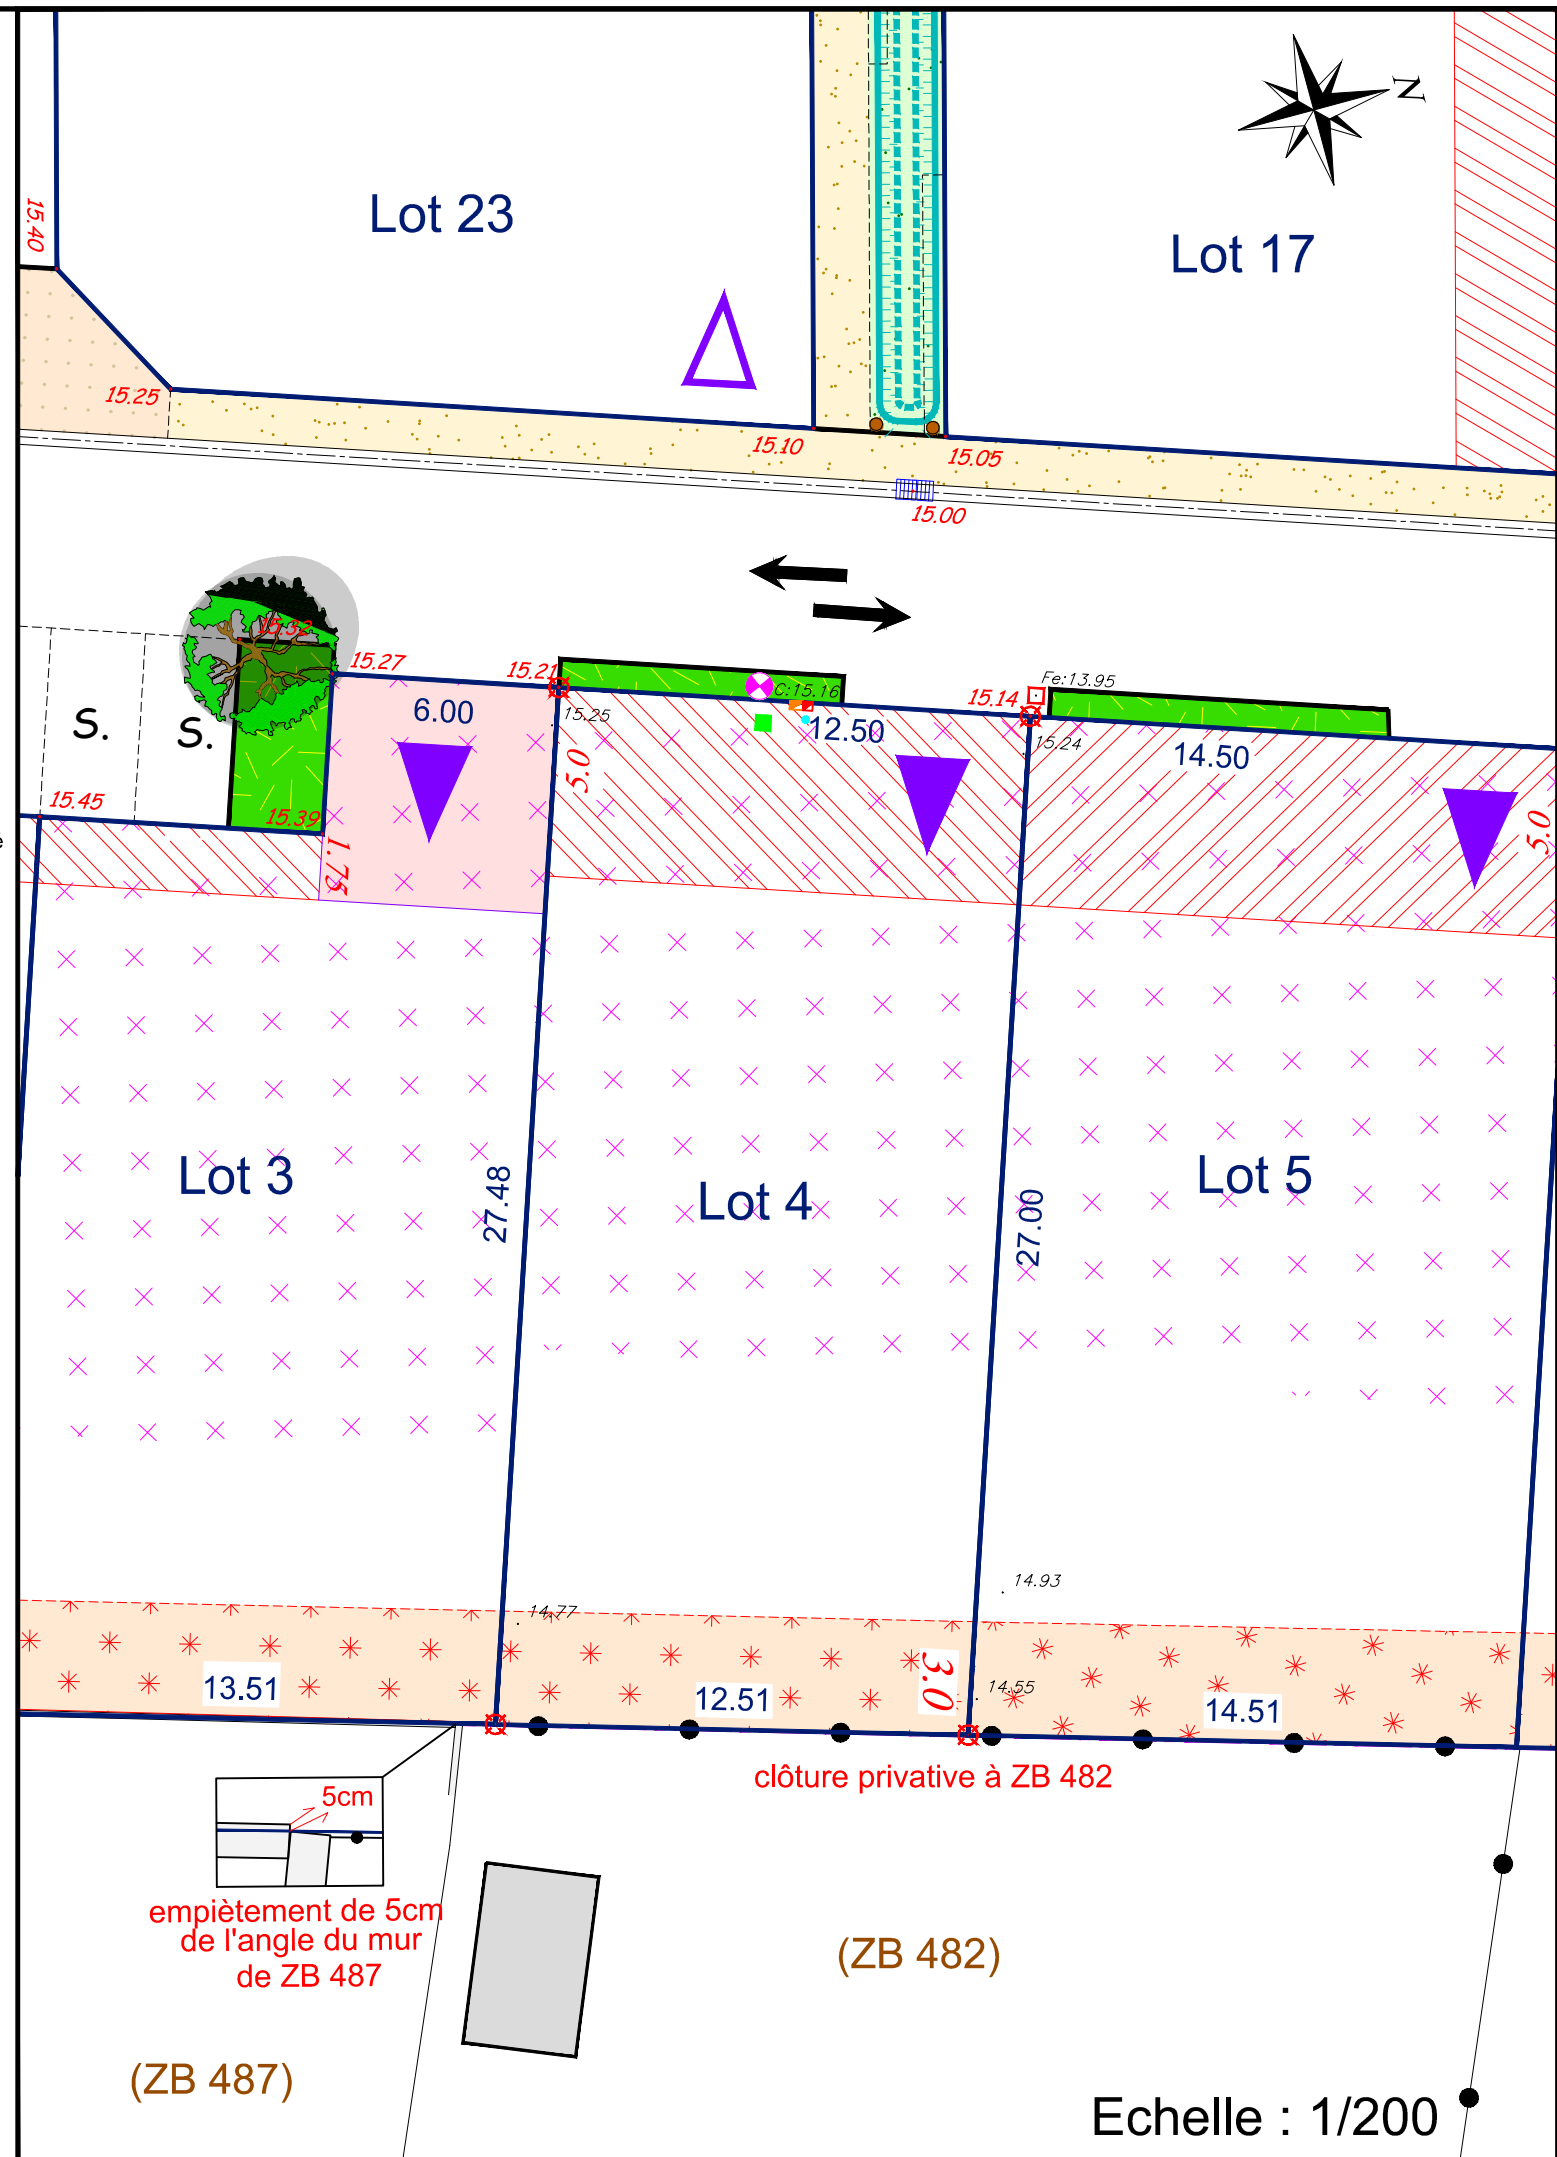 N
15.40
Lot 23
Lot 17
15.25
15.10
15.05
15.00
15.32
15.27
15.21
C:15.16
Fe:13.95
15.14
S.
S.
6.00
15.25
12.50
15.24
14.50
5.0
5.0
15.45
15.39
1.75
e
Lot 3
27.48
Lot 4
27.00
Lot 5
14.93
14.77
13.51
12.51
3.0
14.55
14.51
clôture privative à ZB 482
5cm
empiètement de 5cm
de l'angle du mur
de ZB 487
(ZB 482)
(ZB 487)
Echelle : 1/200